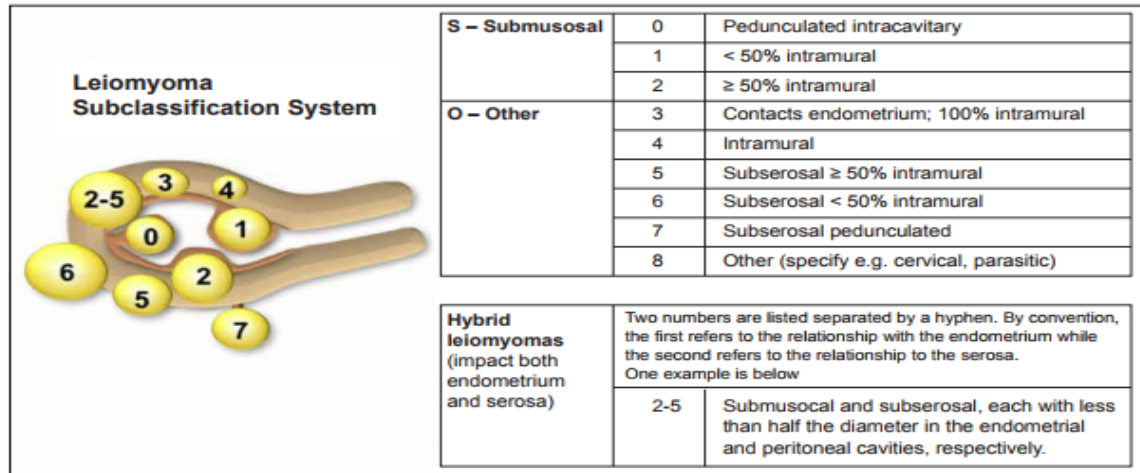 Leiomyoma
Subclassification System
2-5
3
4
0
1
6
5
2
7
S – Submusosal
0
Pedunculated intracavitary
1
< 50% intramural
2
≥ 50% intramural
O – Other
3
Contacts endometrium; 100% intramural
4
Intramural
5
Subserosal ≥ 50% intramural
6
Subserosal < 50% intramural
7
Subserosal pedunculated
8
Other (specify e.g. cervical, parasitic)
Hybrid
leiomyomas
(impact both
endometrium
and serosa)
Two numbers are listed separated by a hyphen. By convention,
the first refers to the relationship with the endometrium while
the second refers to the relationship to the serosa.
One example is below
2-5
Submusocal and subserosal, each with less
than half the diameter in the endometrial
and peritoneal cavities, respectively.